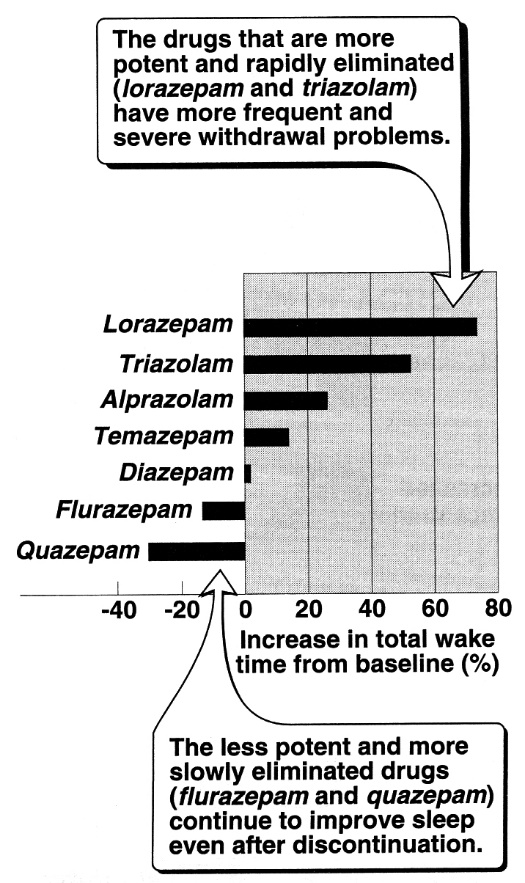 The drugs that are more
potent and rapidly eliminated
(lorazepam and triazolam)
have more frequent and
severe withdrawal problems.
Lorazepam
Triazolam
Alprazolam
Temazepam
Diazepam
Flurazepam
Quazepam
-40 -20 0 20 40 60 80
Increase in total wake
time from baseline (%)
The less potent and more
slowly eliminated drugs
(flurazepam and quazepam)
continue to improve sleep
even after discontinuation.